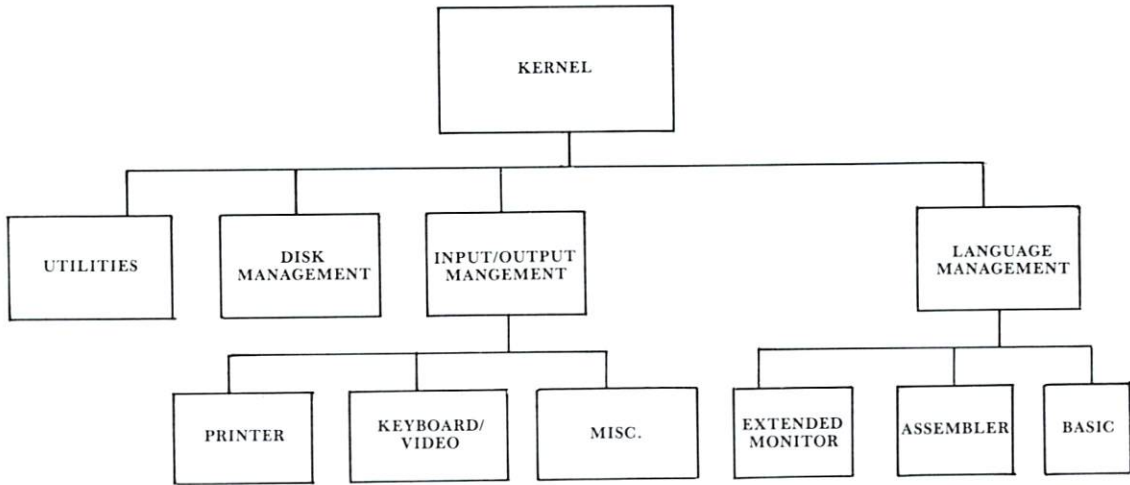 KERNEL
UTILITIES
DISK
MANAGEMENT
INPUT/OUTPUT
MANGEMENT
LANGUAGE
MANAGEMENT
PRINTER
KEYBOARD/
VIDEO
MISC.
EXTENDED
MONITOR
ASSEMBLER
BASIC